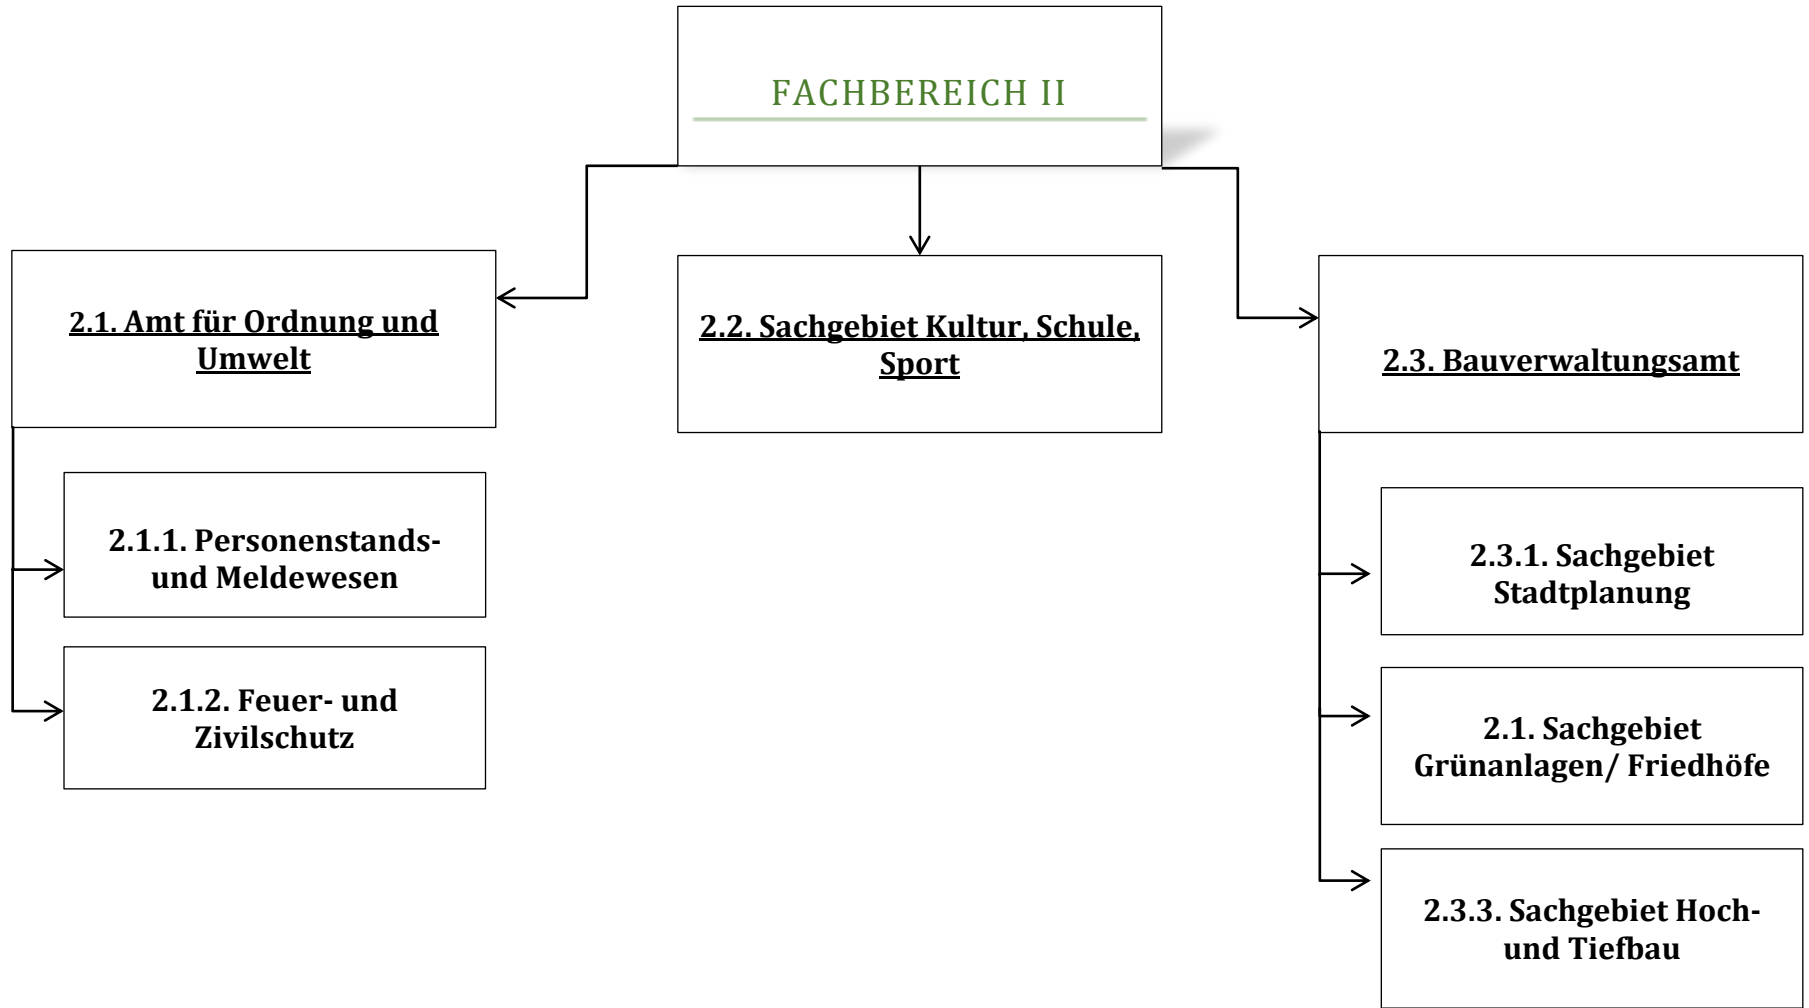 FACHBEREICH II
2.1. Amt für Ordnung und
Umwelt
2.2. Sachgebiet Kultur, Schule,
Sport
2.3. Bauverwaltungsamt
2.1.1. Personenstands-
und Meldewesen
2.1.2. Feuer- und
Zivilschutz
2.3.1. Sachgebiet
Stadtplanung
2.1. Sachgebiet
Grünanlagen/ Friedhöfe
2.3.3. Sachgebiet Hoch-
und Tiefbau